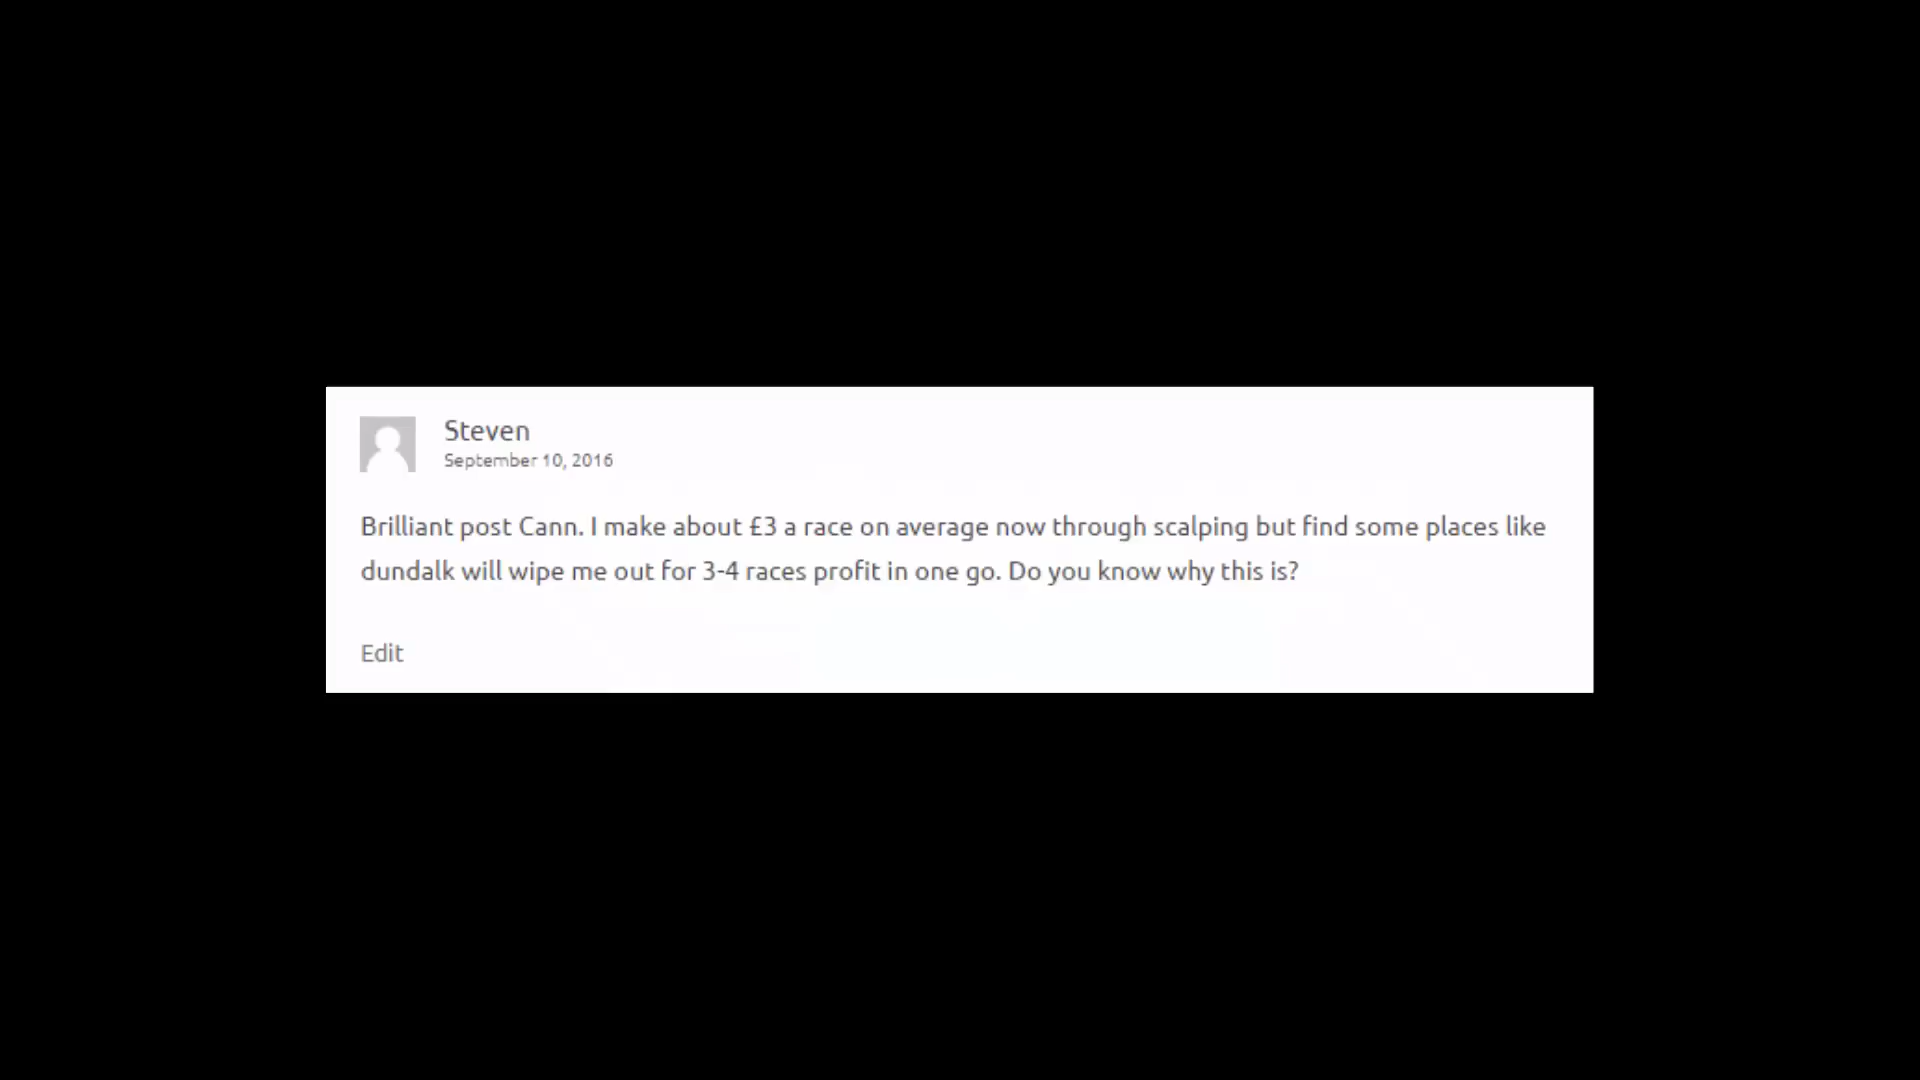 Steven
September 10, 2016
Brilliant post Cann. I make about £3 a race on average now through scalping but find some places like
dundalk will wipe me out for 3-4 races profit in one go. Do you know why this is?
Edit